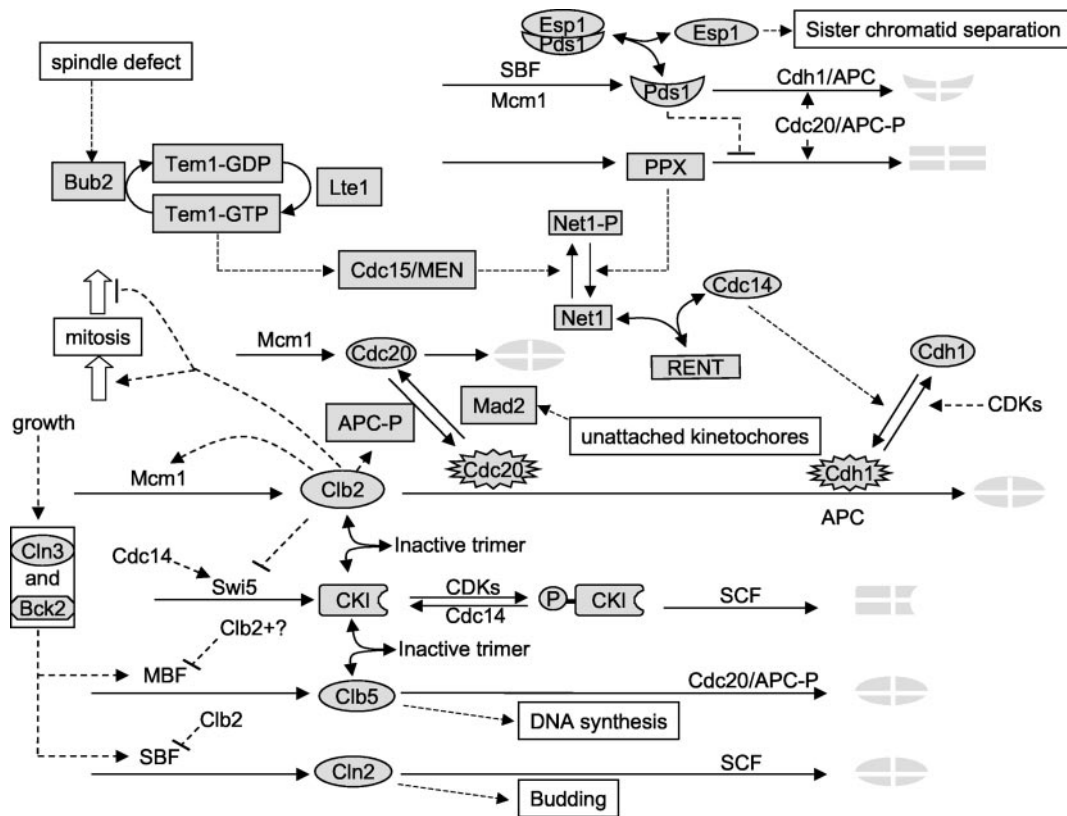 Esp1
Pds1
Esp1
Sister chromatid separation
spindle defect
SBF
Mcm1
Pds1
Cdh1/APC
Cdc20/APC-P
Tem1-GDP
Bub2
Lte1
Tem1-GTP
PPX
Net1-P
Cdc15/MEN
Cdc14
Net1
mitosis
Mcm1
Cdc20
RENT
Cdh1
CDKs
Mad2
APC-P
unattached kinetochores
growth
Cdc20
Cdh1
Mcm1
Clb2
APC
Inactive trimer
Cln3
and
Bck2
Cdc14
Swi5
CKI
CDKs
Cdc14
P
CKI
SCF
Clb2+?
Inactive trimer
MBF
Clb5
Cdc20/APC-P
DNA synthesis
Clb2
SBF
Cln2
SCF
Budding